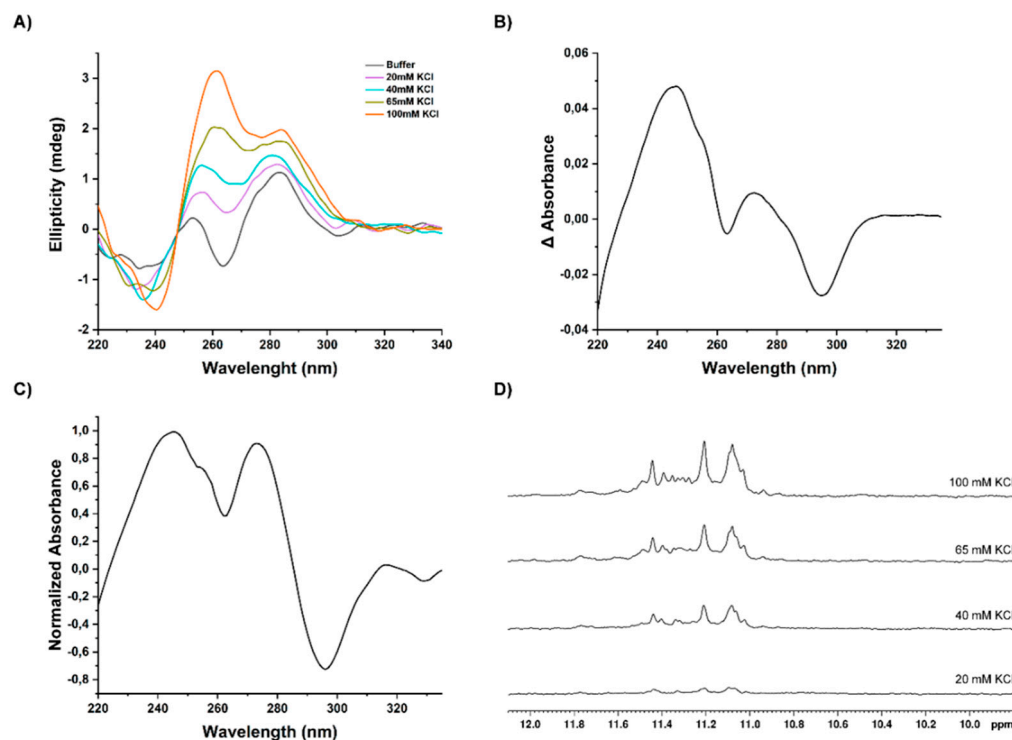 A)
B)
Ellipticity (mdeg)
3
2
1
0
-1
-2
Buffer
20mM KCl
40mM KCl
65mM KCl
100mM KCl
220 240 260 280 300 320 340
Wavelenght (nm)
Δ Absorbance
0,06
0,04
0,02
0,00
-0,02
-0,04
220 240 260 280 300 320
Wavelength (nm)
C)
D)
Normalized Absorbance
1,0
0,8
0,6
0,4
0,2
0,0
-0,2
-0,4
-0,6
-0,8
220 240 260 280 300 320
Wavelength (nm)
100 mM KCl
65 mM KCl
40 mM KCl
20 mM KCl
12.0 11.8 11.6 11.4 11.2 11.0 10.8 10.6 10.4 10.2 10.0 ppm